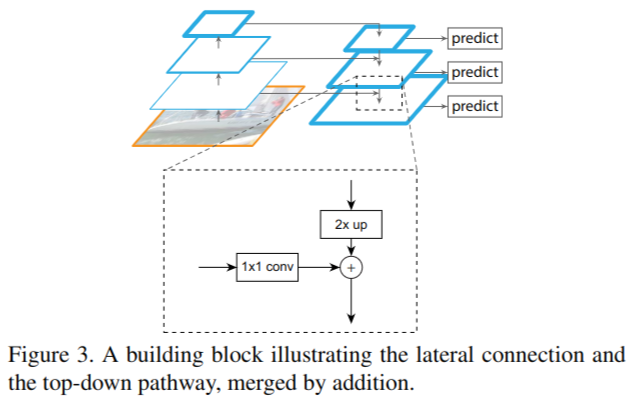 predict
predict
predict
2x up
1x1 conv
+
Figure 3. A building block illustrating the lateral connection and
the top-down pathway, merged by addition.